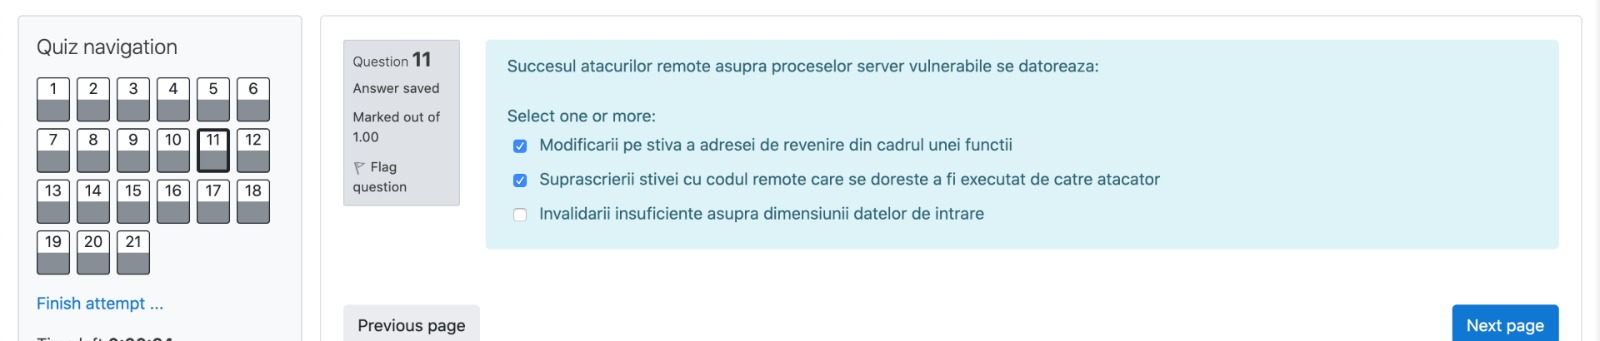 Quiz navigation
1 2 3 4 5 6
7 8 9 10 11 12
13 14 15 16 17 18
19 20 21
Finish attempt ...
Time left
Question 11
Answer saved
Marked out of
1.00
Flag
question
Succesul atacurilor remote asupra proceselor server vulnerabile se datoreaza:
Select one or more:
Modificarii pe stiva a adresei de revenire din cadrul unei functii
Suprascrierii stivei cu codul remote care se doreste a fi executat de catre atacator
Invalidarii insuficiente asupra dimensiunii datelor de intrare
Previous page
Next page